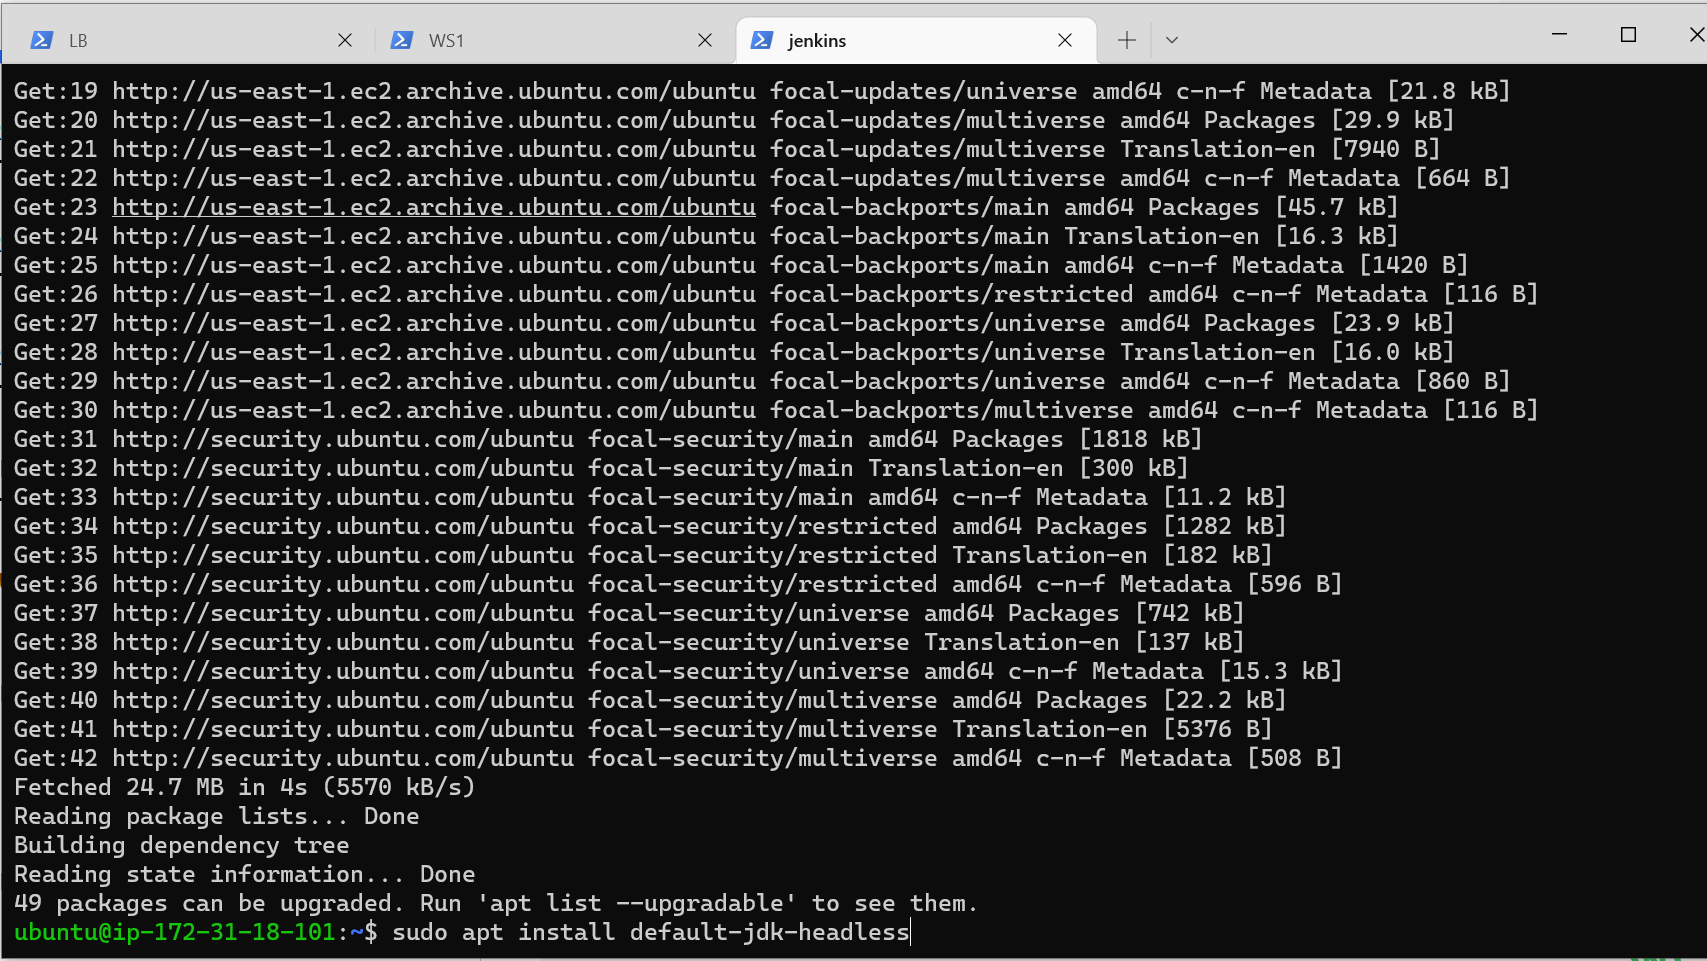 LB
WS1
jenkins
Get:19 http://us-east-1.ec2.archive.ubuntu.com/ubuntu focal-updates/universe amd64 c-n-f Metadata [21.8 kB]
Get:20 http://us-east-1.ec2.archive.ubuntu.com/ubuntu focal-updates/multiverse amd64 Packages [29.9 kB]
Get:21 http://us-east-1.ec2.archive.ubuntu.com/ubuntu focal-updates/multiverse Translation-en [7940 B]
Get:22 http://us-east-1.ec2.archive.ubuntu.com/ubuntu focal-updates/multiverse amd64 c-n-f Metadata [664 B]
Get:23 http://us-east-1.ec2.archive.ubuntu.com/ubuntu focal-backports/main amd64 Packages [45.7 kB]
Get:24 http://us-east-1.ec2.archive.ubuntu.com/ubuntu focal-backports/main Translation-en [16.3 kB]
Get:25 http://us-east-1.ec2.archive.ubuntu.com/ubuntu focal-backports/main amd64 c-n-f Metadata [1420 B]
Get:26 http://us-east-1.ec2.archive.ubuntu.com/ubuntu focal-backports/restricted amd64 c-n-f Metadata [116 B]
Get:27 http://us-east-1.ec2.archive.ubuntu.com/ubuntu focal-backports/universe amd64 Packages [23.9 kB]
Get:28 http://us-east-1.ec2.archive.ubuntu.com/ubuntu focal-backports/universe Translation-en [16.0 kB]
Get:29 http://us-east-1.ec2.archive.ubuntu.com/ubuntu focal-backports/universe amd64 c-n-f Metadata [860 B]
Get:30 http://us-east-1.ec2.archive.ubuntu.com/ubuntu focal-backports/multiverse amd64 c-n-f Metadata [116 B]
Get:31 http://security.ubuntu.com/ubuntu focal-security/main amd64 Packages [1818 kB]
Get:32 http://security.ubuntu.com/ubuntu focal-security/main Translation-en [300 kB]
Get:33 http://security.ubuntu.com/ubuntu focal-security/main amd64 c-n-f Metadata [11.2 kB]
Get:34 http://security.ubuntu.com/ubuntu focal-security/restricted amd64 Packages [1282 kB]
Get:35 http://security.ubuntu.com/ubuntu focal-security/restricted Translation-en [182 kB]
Get:36 http://security.ubuntu.com/ubuntu focal-security/restricted amd64 c-n-f Metadata [596 B]
Get:37 http://security.ubuntu.com/ubuntu focal-security/universe amd64 Packages [742 kB]
Get:38 http://security.ubuntu.com/ubuntu focal-security/universe Translation-en [137 kB]
Get:39 http://security.ubuntu.com/ubuntu focal-security/universe amd64 c-n-f Metadata [15.3 kB]
Get:40 http://security.ubuntu.com/ubuntu focal-security/multiverse amd64 Packages [22.2 kB]
Get:41 http://security.ubuntu.com/ubuntu focal-security/multiverse Translation-en [5376 B]
Get:42 http://security.ubuntu.com/ubuntu focal-security/multiverse amd64 c-n-f Metadata [508 B]
Fetched 24.7 MB in 4s (5570 kB/s)
Reading package lists... Done
Building dependency tree
Reading state information... Done
49 packages can be upgraded. Run 'apt list --upgradable' to see them.
ubuntu@ip-172-31-18-101:~$ sudo apt install default-jdk-headless